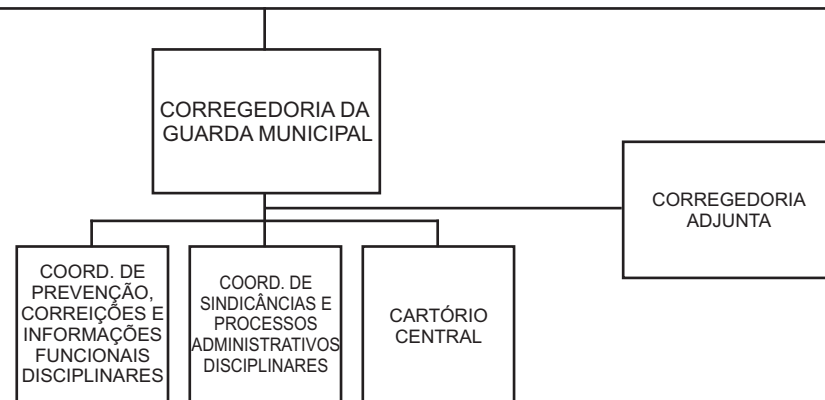 CORREGEDORIA DA
GUARDA MUNICIPAL
CORREGEDORIA
ADJUNTA
COORD. DE
PREVENÇÃO,
CORREIÇÕES E
INFORMAÇÕES
FUNCIONAIS
DISCIPLINARES
COORD. DE
SINDICÂNCIAS E
PROCESSOS
ADMINISTRATIVOS
DISCIPLINARES
CARTÓRIO
CENTRAL